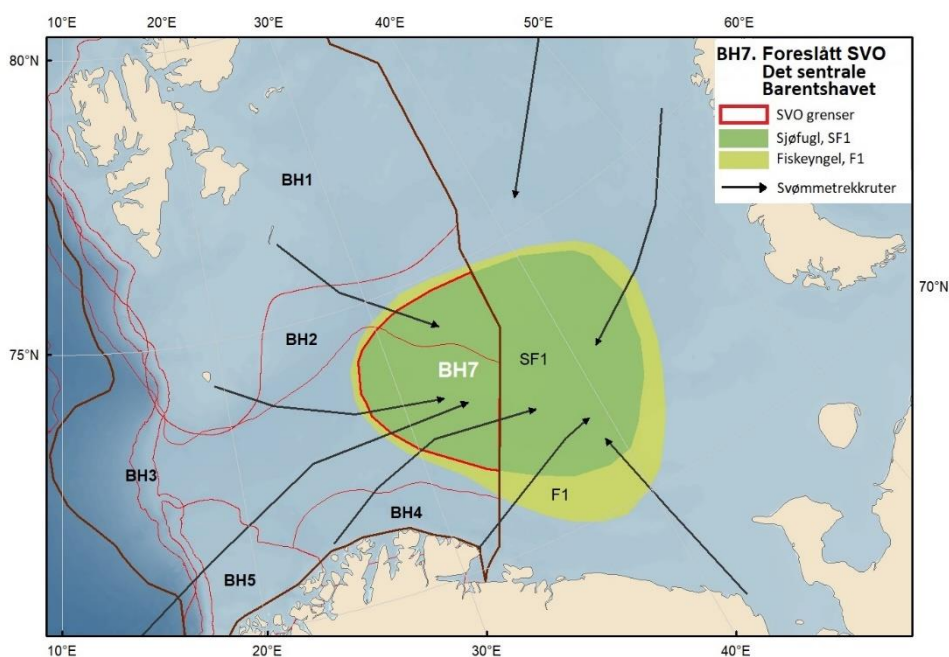 10°E 20°E 30°E 40°E 50°E 60°E
80°N
BH7. Foreslått SVO
Det sentrale
Barentshavet
SVO grenser
Sjøfugl, SF1
Fiskeyngel, F1
Svømmetrekkruter
BH1
70°N
BH2
75°N
BH7
SF1
BH3
F1
BH4
BH5
10°E 20°E 30°E 40°E